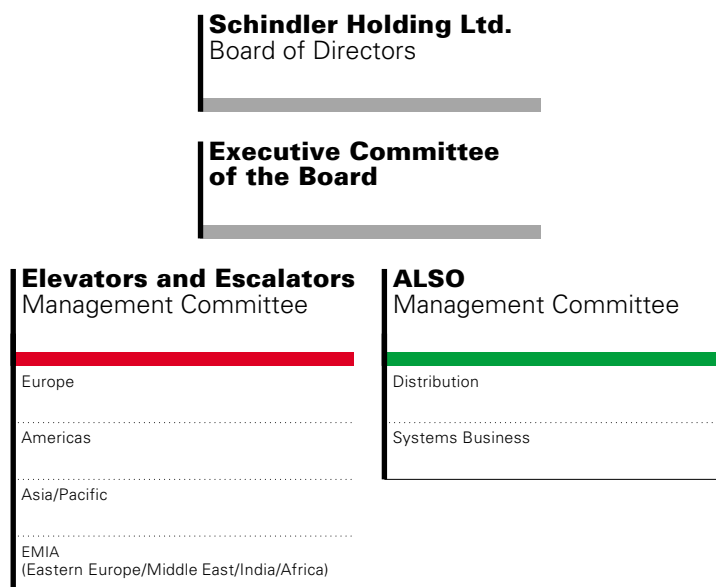 Schindler Holding Ltd.
Board of Directors
Executive Committee
of the Board
Elevators and Escalators
Management Committee
Europe
Americas
Asia/Pacific
EMIA
(Eastern Europe/Middle East/India/Africa)
ALSO
Management Committee
Distribution
Systems Business